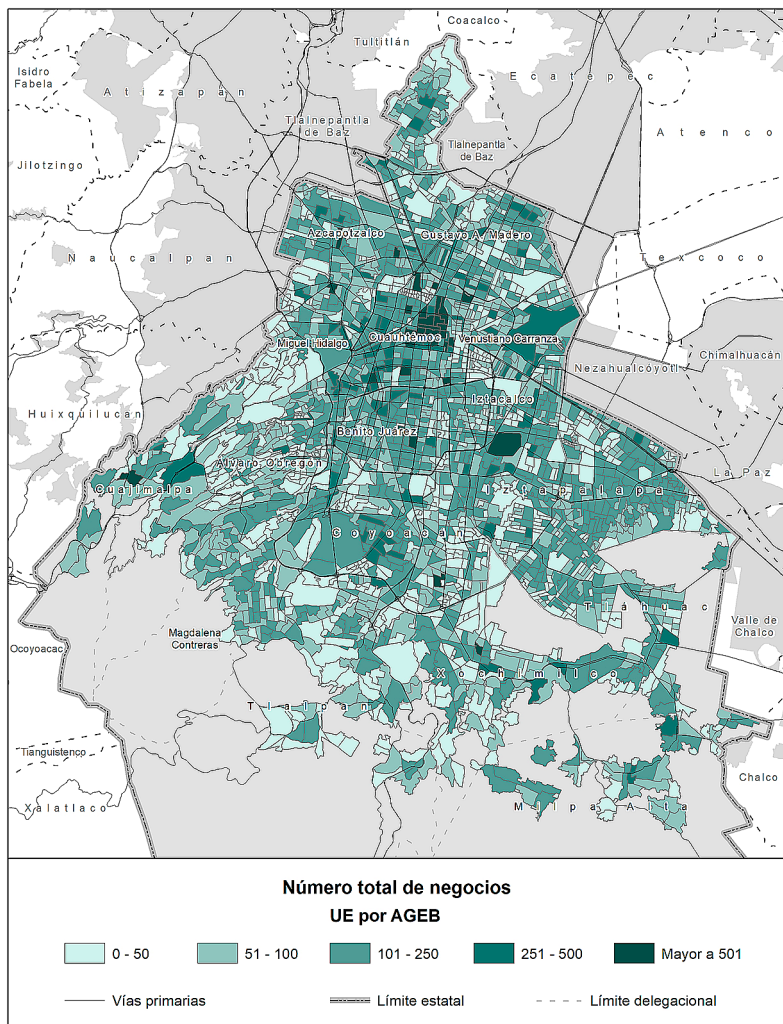 Coacalco
Tultitlán
Isidro
Fabela
Ecatepec
Atizapán
Tlalnepantla
de Baz
Atenco
Tlalnepantla
de Baz
Jilotzingo
Azcapotzalco
Gustavo A. Madero
Naucalpan
Texcoco
Cuauhtémoc
Venustiano Carranza
Miguel Hidalgo
Chimalhuacán
Nezahualcóyotl
Iztacalco
Huixquilucan
Benito Juárez
Alvaro Obregón
La Paz
Cuajimalpa
Iztapalapa
Coyoacán
Tláhuac
Valle de
Chalco
Magdalena
Contreras
Ocoyoacac
Xochimilco
Tlalpan
Tianguistenco
Chalco
Xalatlaco
Milpa Alta
Número total de negocios
UE por AGEB
0 - 50
51 - 100
101 - 250
251 - 500
Mayor a 501
Vías primarias
Límite estatal
Límite delegacional